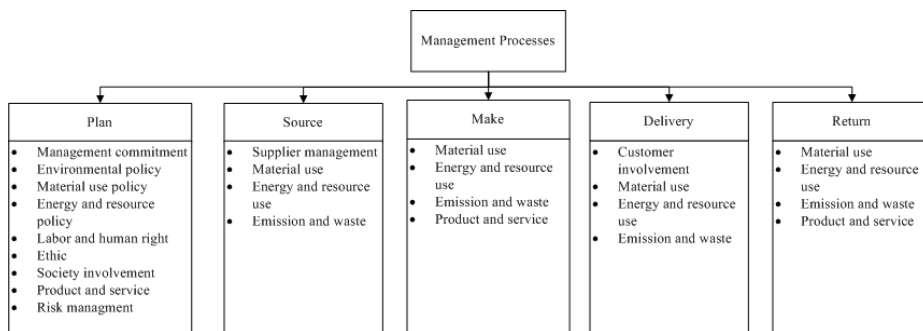 Management Processes
Plan
• Management commitment
• Environmental policy
• Material use policy
• Energy and resource
policy
• Labor and human right
• Ethic
• Society involvement
• Product and service
• Risk managment
Source
• Supplier management
• Material use
• Energy and resource
use
• Emission and waste
Make
• Material use
• Energy and resource
use
• Emission and waste
• Product and service
Delivery
• Customer
involvement
• Material use
• Energy and resource
use
• Emission and waste
Return
• Material use
• Energy and resource
use
• Emission and waste
• Product and service